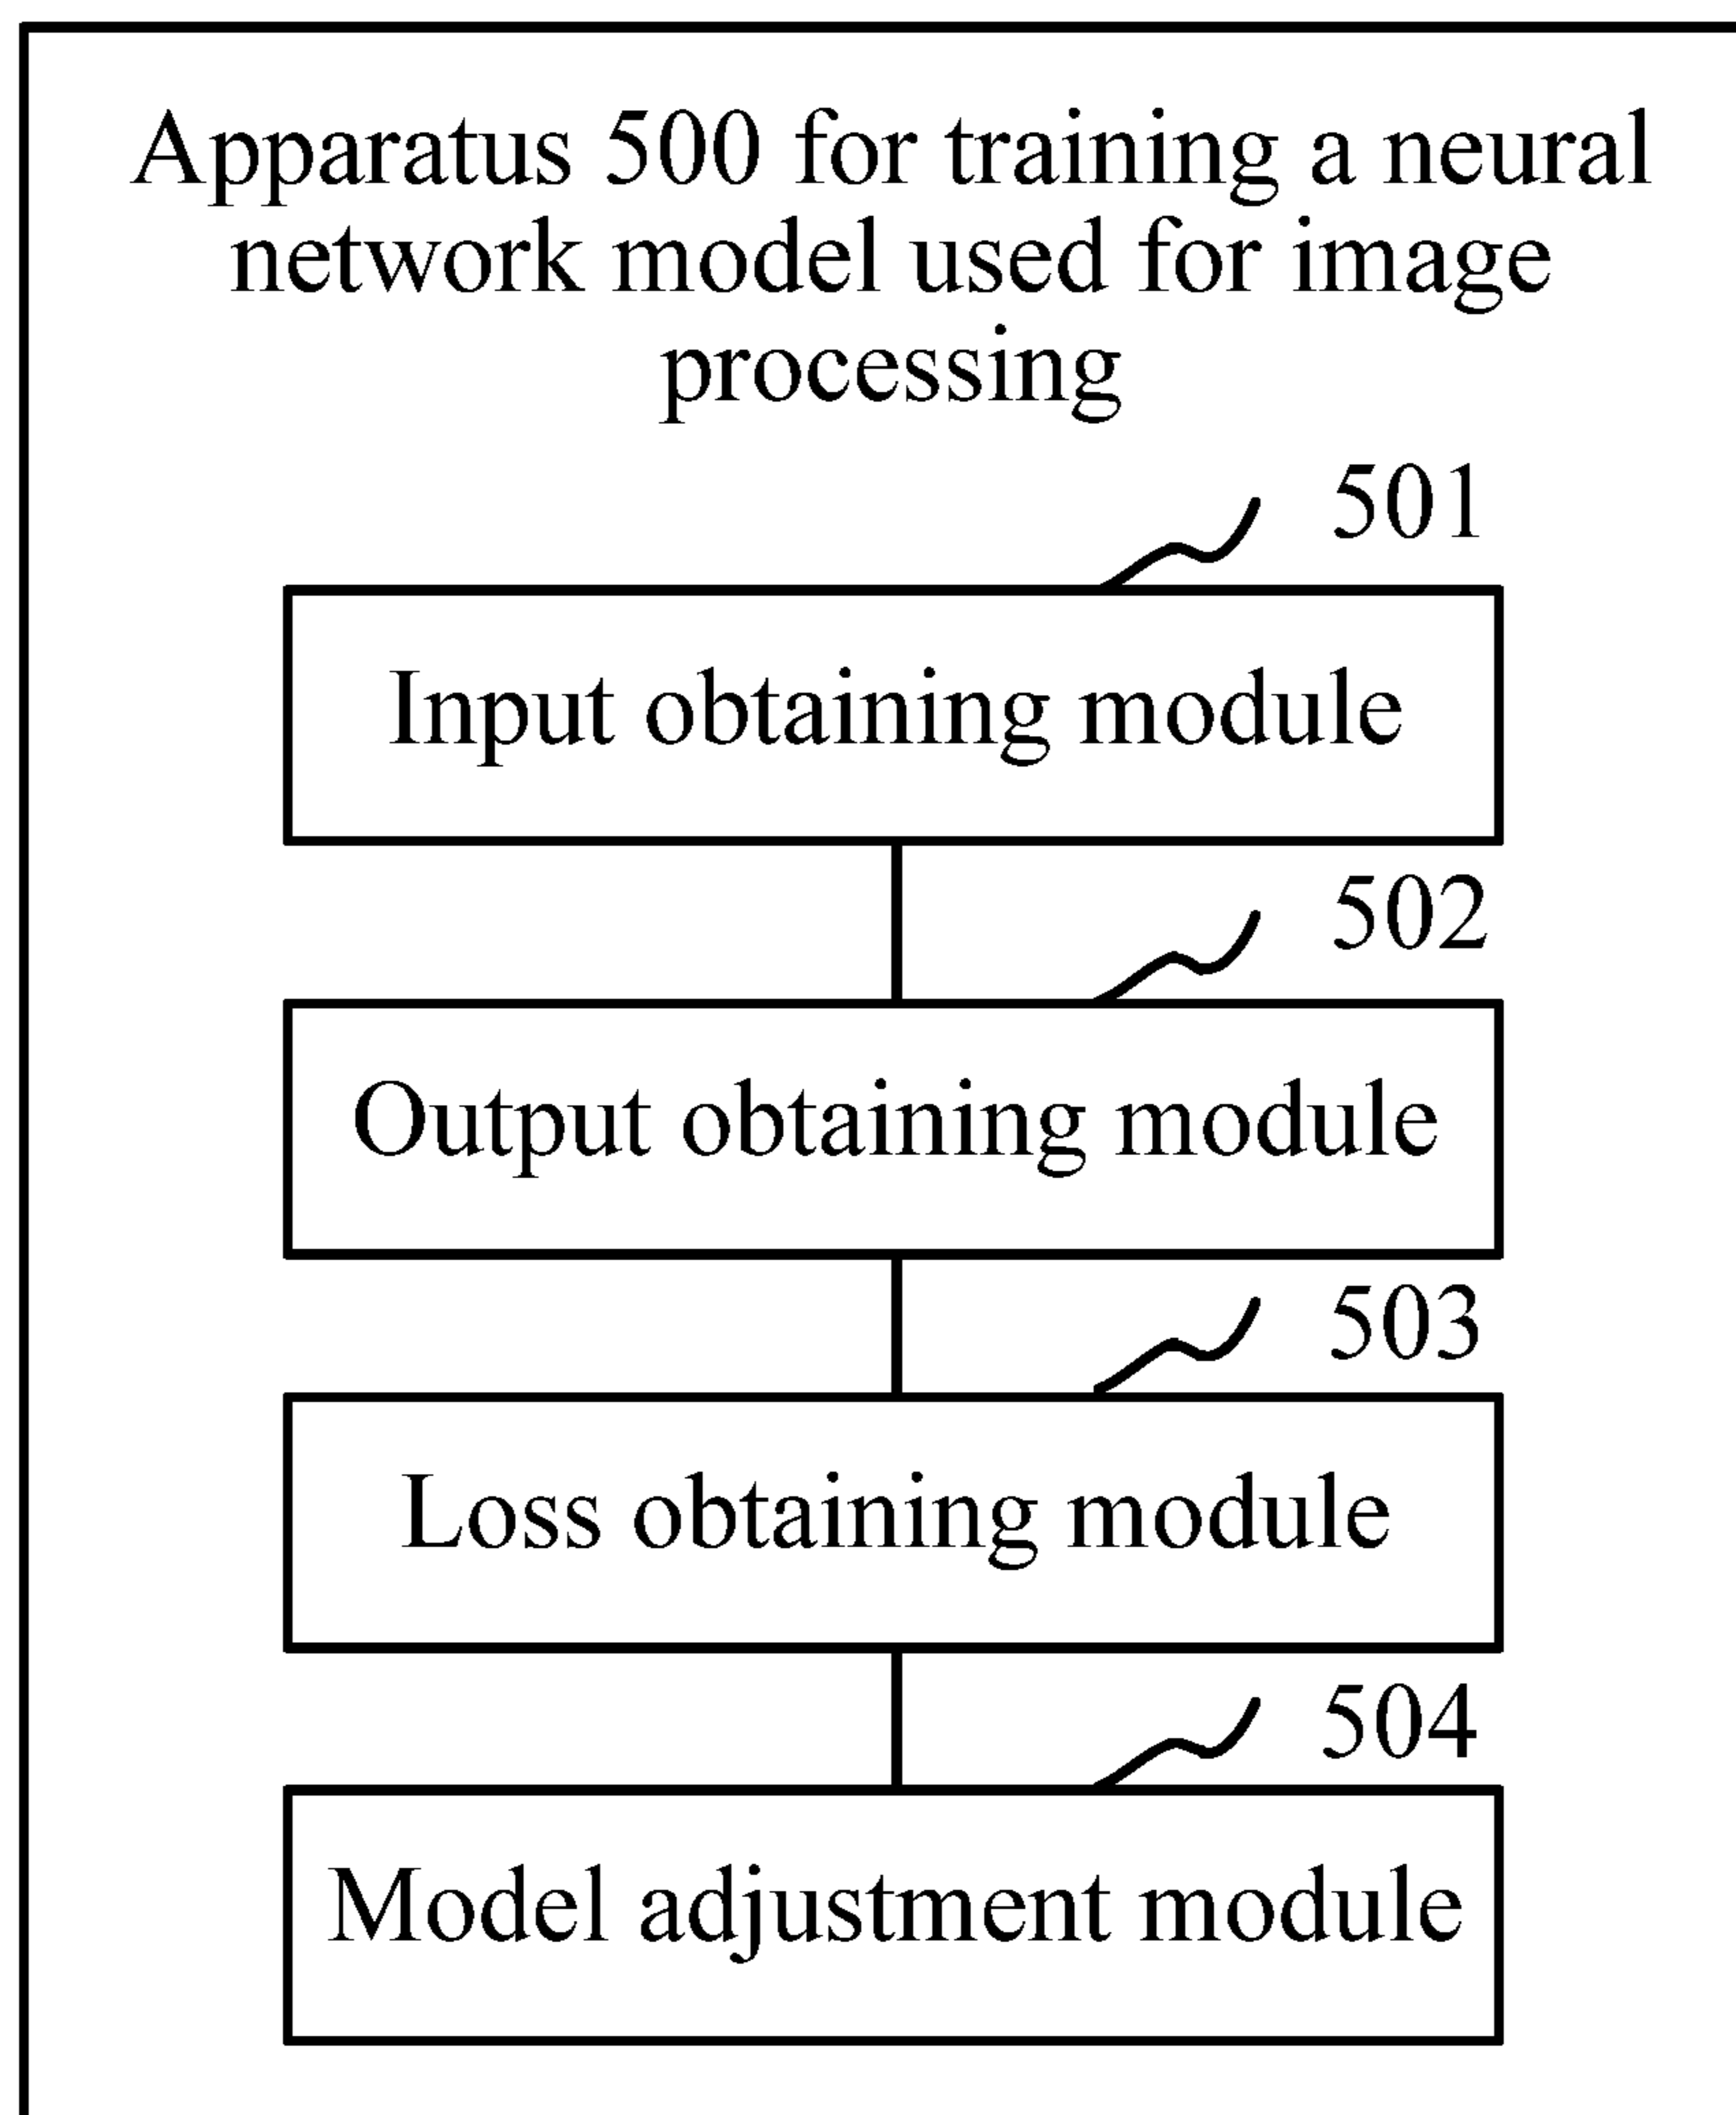 Apparatus 500 for training a neural
network model used for image
processing
501
Input obtaining module
502
Output obtaining module
503
Loss obtaining module
504
Model adjustment module